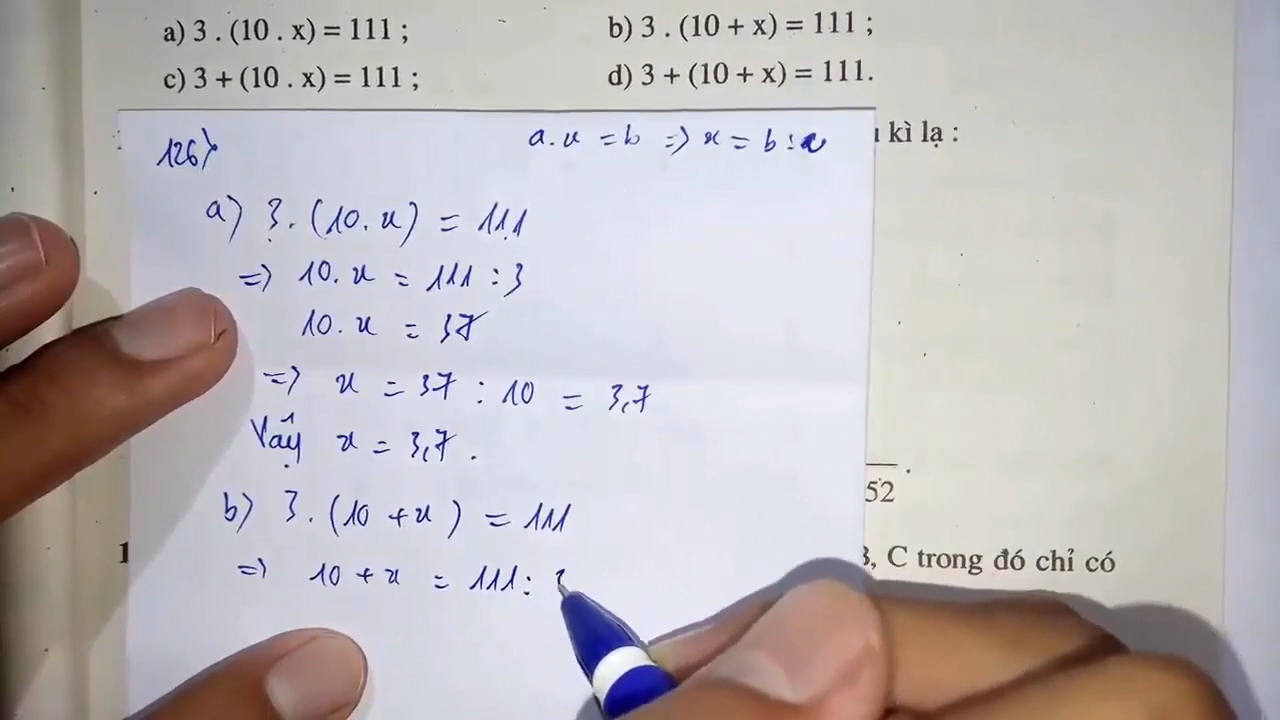 a) 3 . (10 . x) = 111 ; b) 3 . (10 + x) = 111 ;
c) 3 + (10 . x) = 111 ; d) 3 + (10 + x) = 111.
kì lạ :
126) a.x = b => x = b :
a) 3.(10.x) = 111
=> 10.x = 111 : 3
10.x = 37
=> x = 37 : 10 = 3,7
Vậy x = 3,7.
52
b) 3.(10 + x) = 111
, C trong đó chỉ có
=> 10 + x = 111 : 3